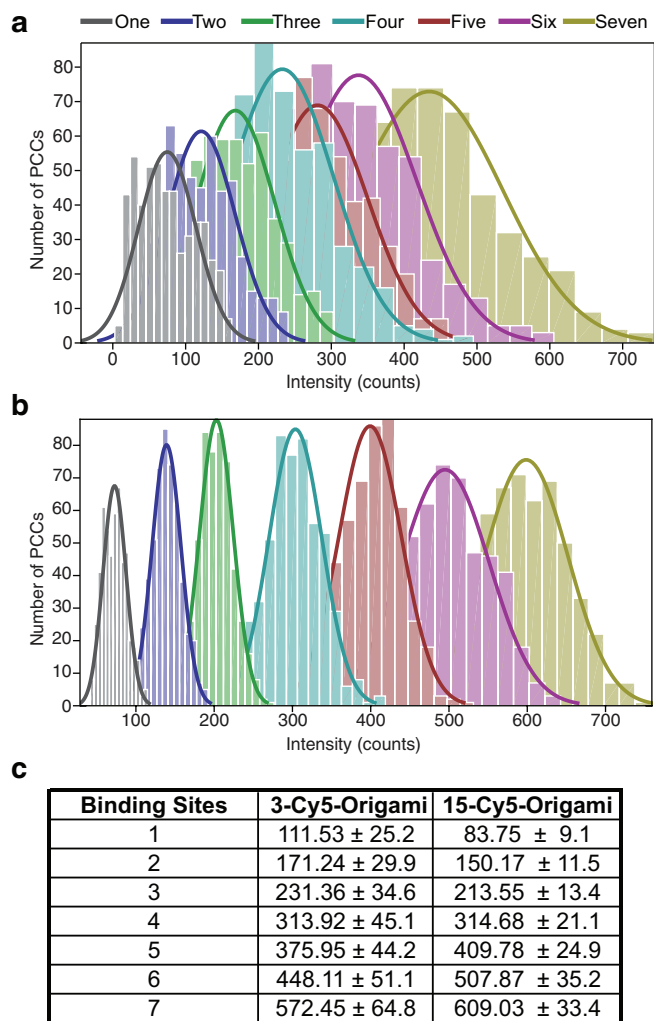 a
One Two Three Four Five Six Seven
80
70
60
50
40
30
20
10
0
Number of PCCs
0 100 200 300 400 500 600 700
Intensity (counts)
b
80
70
60
50
40
30
20
10
0
Number of PCCs
100 200 300 400 500 600 700
Intensity (counts)
c
Binding Sites 3-Cy5-Origami 15-Cy5-Origami
1 111.53 ± 25.2 83.75 ± 9.1
2 171.24 ± 29.9 150.17 ± 11.5
3 231.36 ± 34.6 213.55 ± 13.4
4 313.92 ± 45.1 314.68 ± 21.1
5 375.95 ± 44.2 409.78 ± 24.9
6 448.11 ± 51.1 507.87 ± 35.2
7 572.45 ± 64.8 609.03 ± 33.4